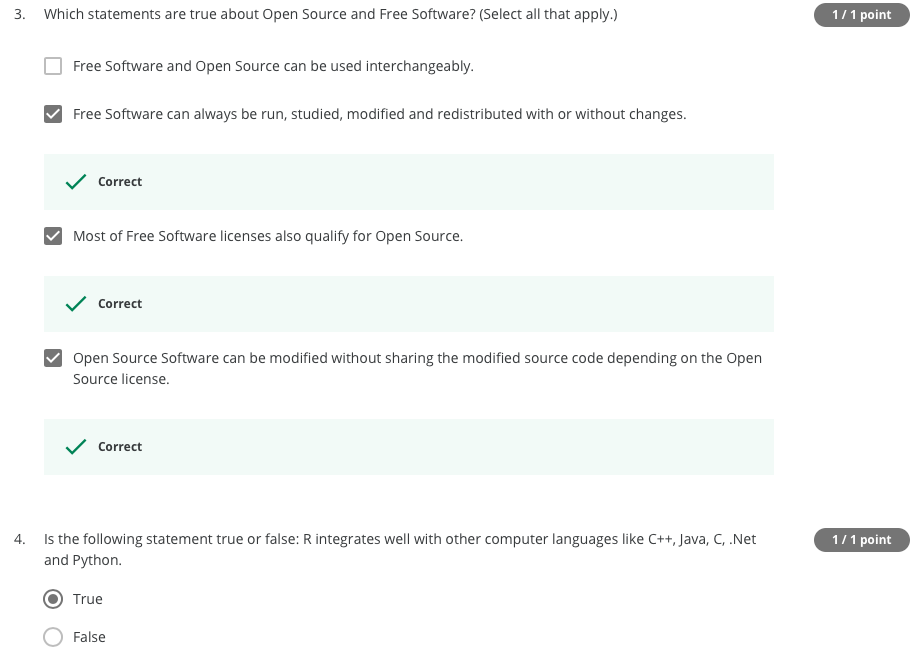 3. Which statements are true about Open Source and Free Software? (Select all that apply.)
1 / 1 point
Free Software and Open Source can be used interchangeably.
Free Software can always be run, studied, modified and redistributed with or without changes.
Correct
Most of Free Software licenses also qualify for Open Source.
Correct
Open Source Software can be modified without sharing the modified source code depending on the Open
Source license.
Correct
4. Is the following statement true or false: R integrates well with other computer languages like C++, Java, C, .Net
1 / 1 point
and Python.
True
False